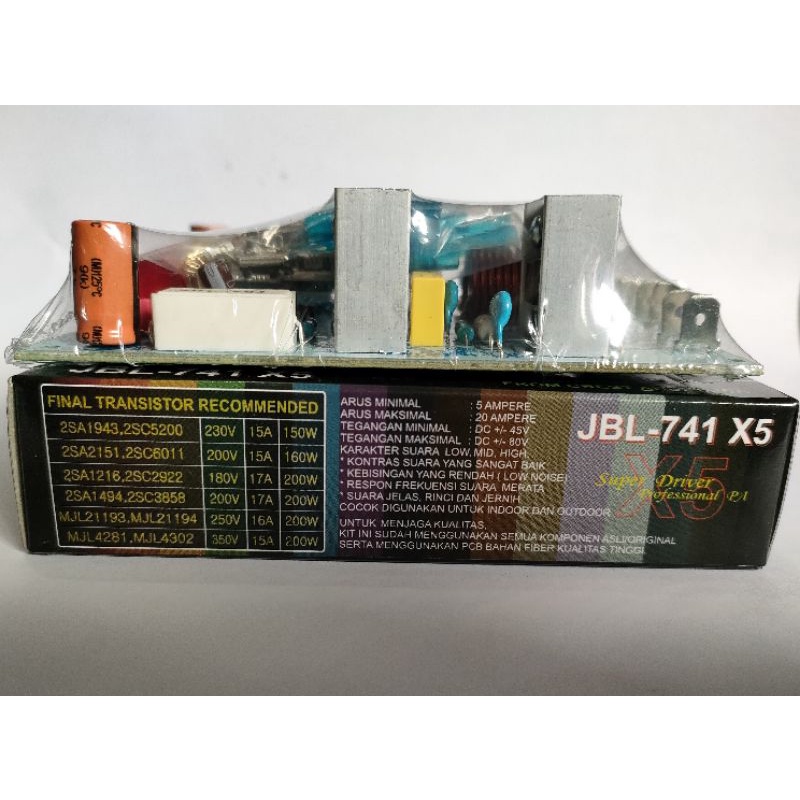 (M)125°C
JBL-741 X5
FINAL TRANSISTOR RECOMMENDED
2SA1943,2SC5200 230V 15A 150W
2SA2151,2SC6011 200V 15A 160W
2SA1216,2SC2922 180V 17A 200W
2SA1494,2SC3858 200V 17A 200W
MJL21193,MJL21194 250V 16A 200W
MJL4281,MJL4302 350V 15A 200W
ARUS MINIMAL : 5 AMPERE
ARUS MAKSIMAL : 20 AMPERE
TEGANGAN MINIMAL : DC +/- 45V
TEGANGAN MAKSIMAL : DC +/- 80V
KARAKTER SUARA LOW, MID, HIGH,
* KONTRAS SUARA YANG SANGAT BAIK
* KEBISINGAN YANG RENDAH ( LOW NOISE)
* RESPON FREKUENSI SUARA MERATA
* SUARA JELAS, RINCI DAN JERNIH
COCOK DIGUNAKAN UNTUK INDOOR DAN OUTDOOR
UNTUK MENJAGA KUALITAS,
KIT INI SUDAH MENGGUNAKAN SEMUA KOMPONEN ASLI/ORIGINAL
SERTA MENGGUNAKAN PCB BAHAN FIBER KUALITAS TINGGI
JBL-741 X5
X5
Super Driver
Professional PA